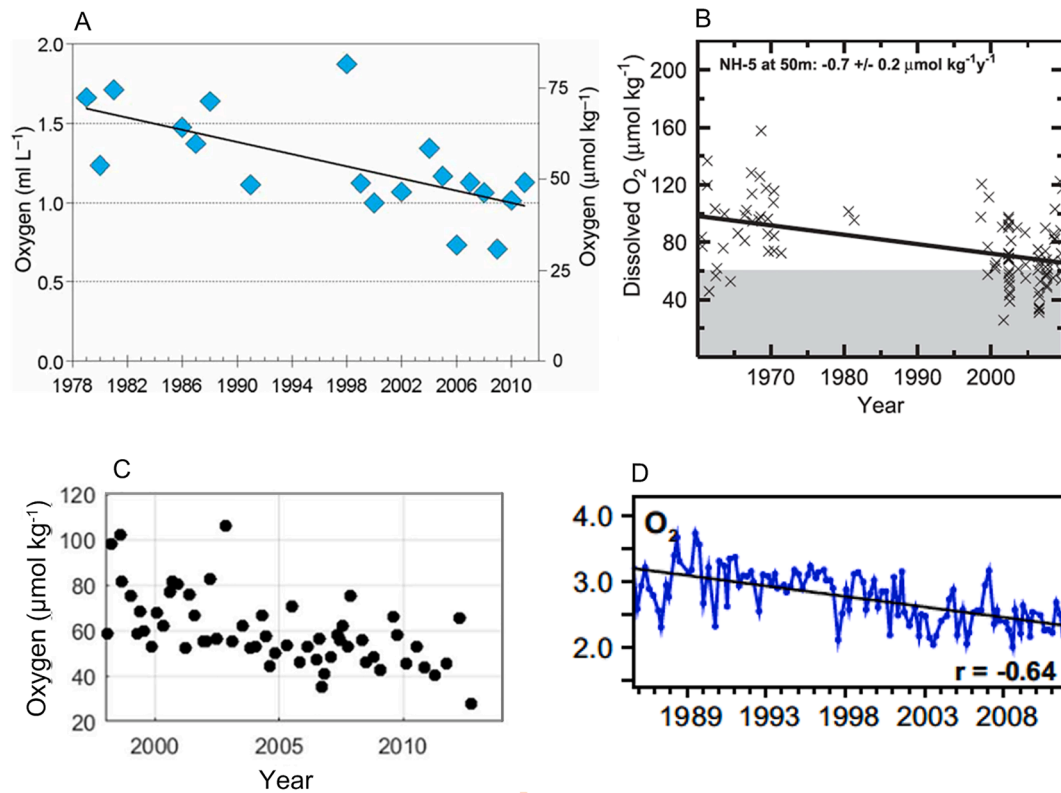 A
Oxygen (ml L–1)
2.0
1.5
1.0
0.5
0.0
Oxygen (μmol kg–1)
75
50
25
0
1978 1982 1986 1990 1994 1998 2002 2006 2010
B
NH-5 at 50m: -0.7 +/- 0.2 μmol kg-1y-1
Dissolved O2 (μmol kg-1)
200
160
120
80
40
1970 1980 1990 2000
Year
C
Oxygen (μmol kg-1)
120
100
80
60
40
20
2000 2005 2010
Year
D
4.0
3.0
2.0
O2
r = -0.64
1989 1993 1998 2003 2008